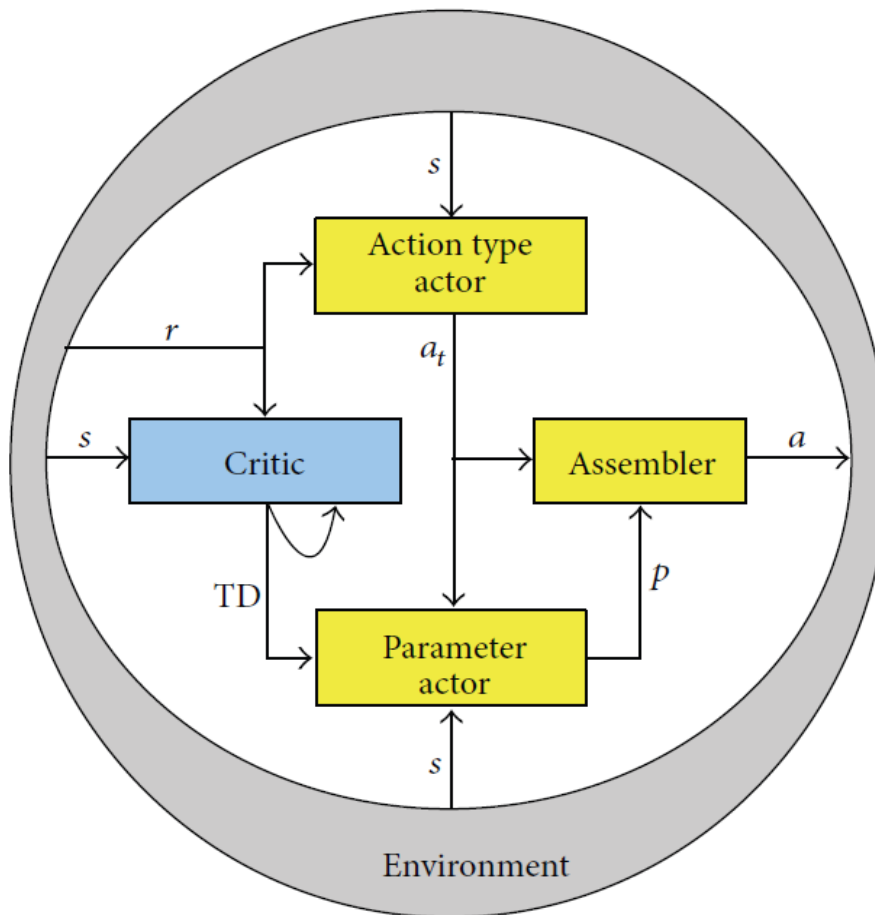 s
Action type
actor
r
a_t
s
Critic
Assembler
a
TD
p
Parameter
actor
s
Environment